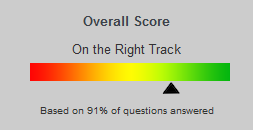 Overall Score
On the Right Track
Based on 91% of questions answered